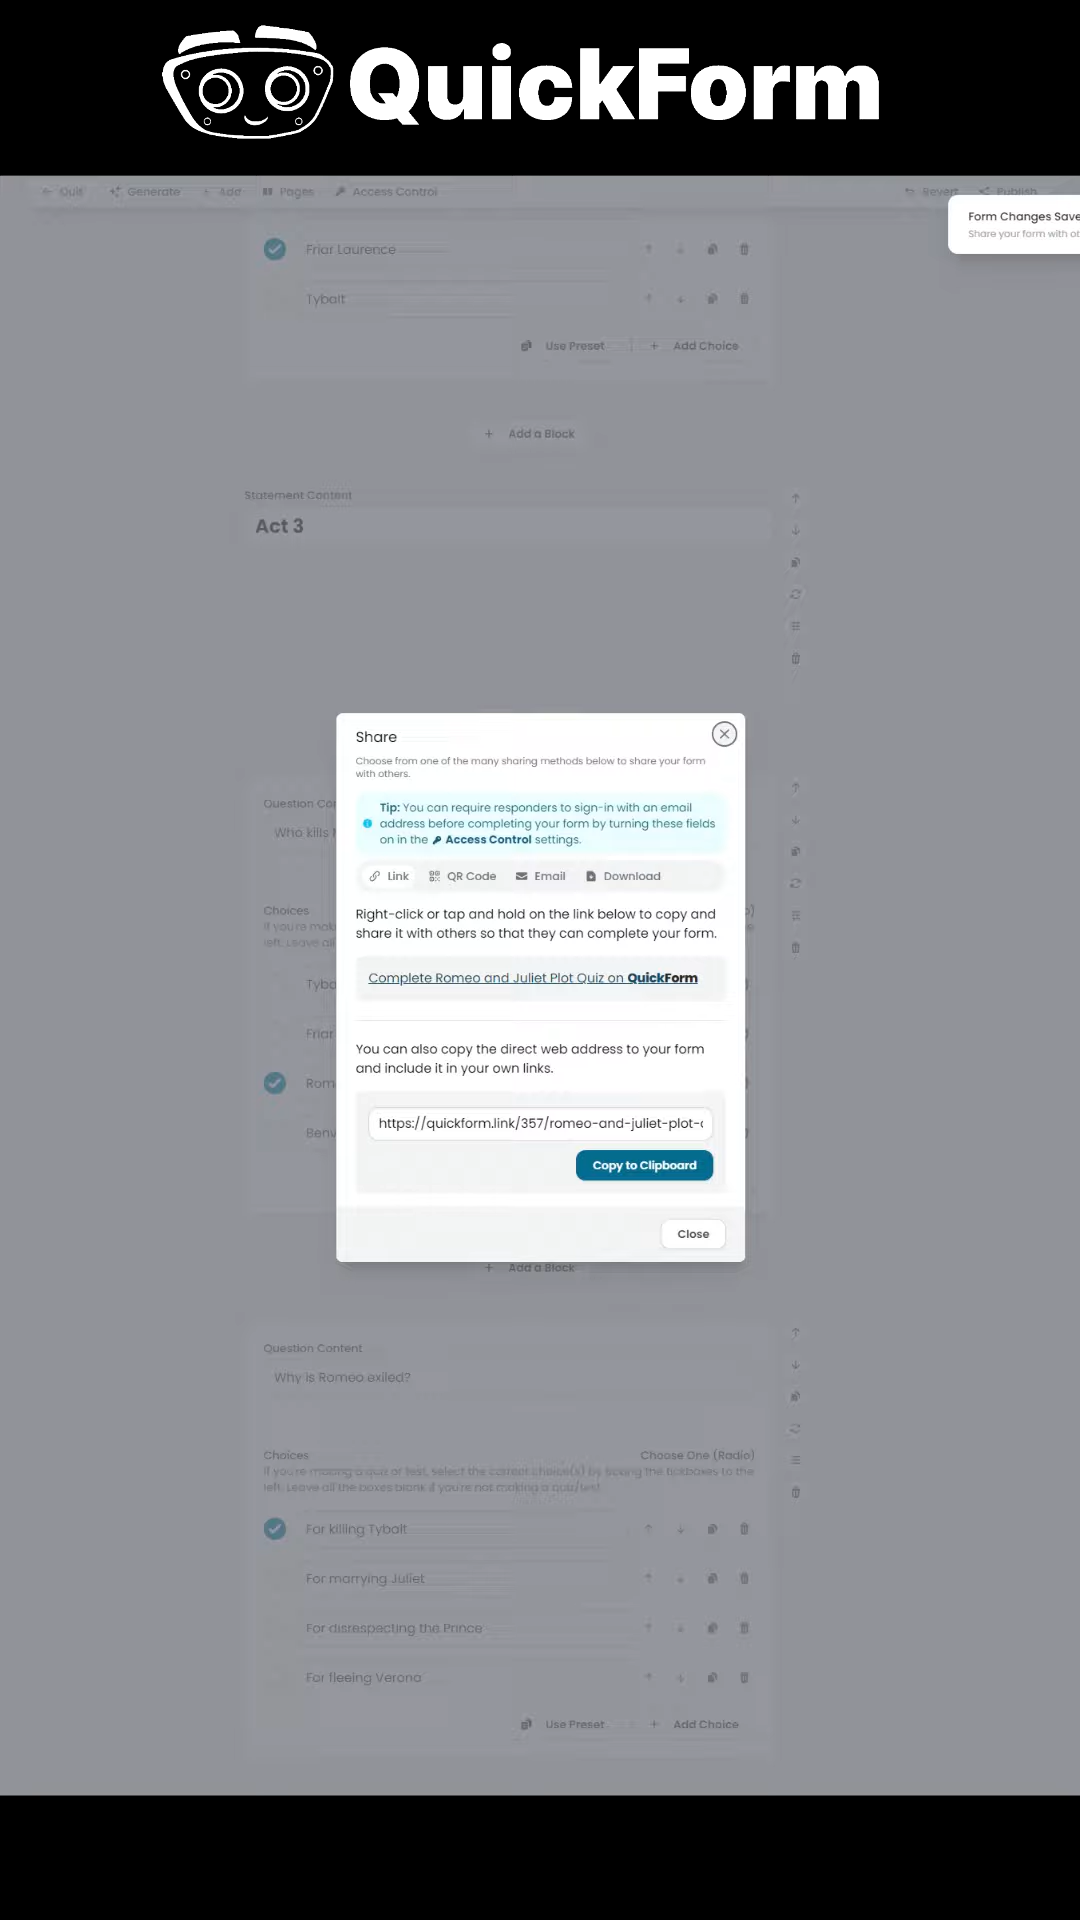 QuickForm
Quit Generate Add Pages Access Control Revert Publish
Form Changes Save
Share your form with ot
Friar Laurence
Tybalt
Use Preset Add Choice
Add a Block
Statement Content
Act 3
Share
Choose from one of the many sharing methods below to share your form
with others.
Tip: You can require responders to sign-in with an email
address before completing your form by turning these fields
on in the Access Control settings.
Link QR Code Email Download
Right-click or tap and hold on the link below to copy and
share it with others so that they can complete your form.
Complete Romeo and Juliet Plot Quiz on QuickForm
You can also copy the direct web address to your form
and include it in your own links.
https://quickform.link/357/romeo-and-juliet-plot-
Copy to Clipboard
Close
Question Co
Who kills
Choices
If you're mak
left. Leave all
Tyba
Friar
Rom
Benv
Add a Block
Question Content
Why is Romeo exiled?
Choices Choose One (Radio)
If you're making a quiz or test, select the correct choice(s) by ticking the tickboxes to the
left. Leave all the boxes blank if you're not making a quiz/test.
For killing Tybalt
For marrying Juliet
For disrespecting the Prince
For fleeing Verona
Use Preset Add Choice